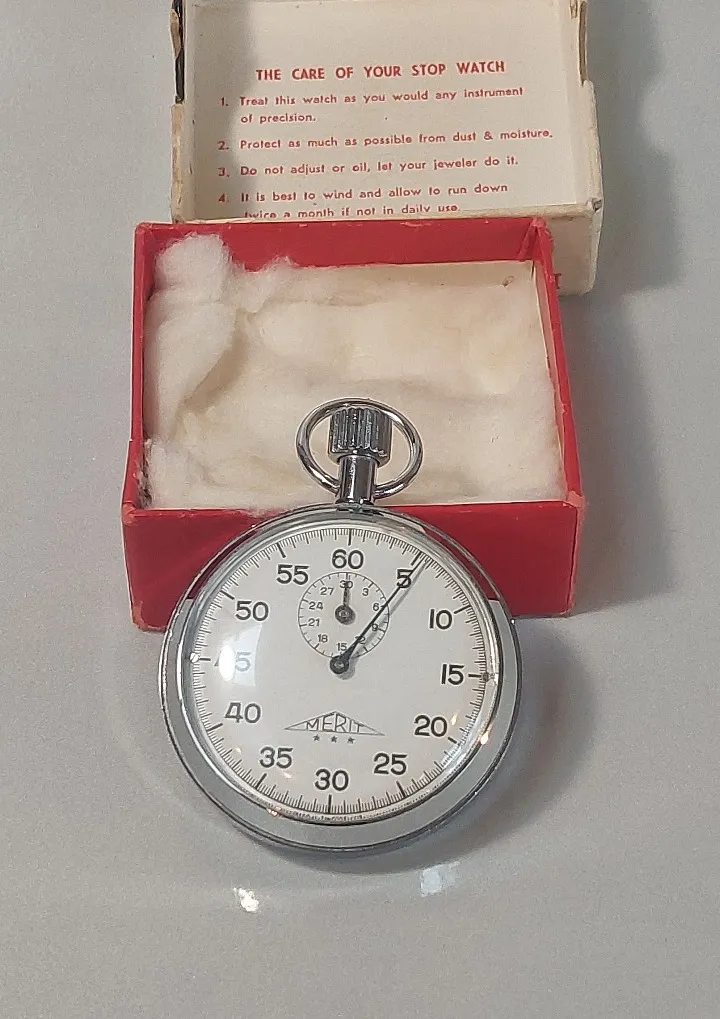 THE CARE OF YOUR STOP WATCH
1. Treat this watch as you would any instrument
of precision.
2. Protect as much as possible from dust & moisture.
3. Do not adjust or oil, let your jeweler do it.
4. It is best to wind and allow to run down
twice a month if not in daily use.
60
5
10
15
20
25
30
35
40
45
50
55
30
3
6
9
12
15
18
21
24
27
MERIT